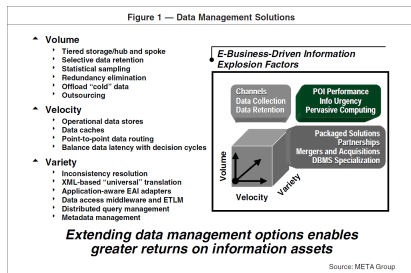 Figure 1 — Data Management Solutions
Volume
Tiered storage/hub and spoke
Selective data retention
Statistical sampling
Redundancy elimination
Offload “cold” data
Outsourcing
Velocity
Operational data stores
Data caches
Point-to-point data routing
Balance data latency with decision cycles
Variety
Inconsistency resolution
XML-based “universal” translation
Application-aware EAI adapters
Data access middleware and ETLM
Distributed query management
Metadata management
E-Business-Driven Information
Explosion Factors
Channels
Data Collection
Data Retention
POI Performance
Info Urgency
Pervasive Computing
Packaged Solutions
Partnerships
Mergers and Acquisitions
DBMS Specialization
Volume
Velocity
Variety
Extending data management options enables
greater returns on information assets
Source: META Group